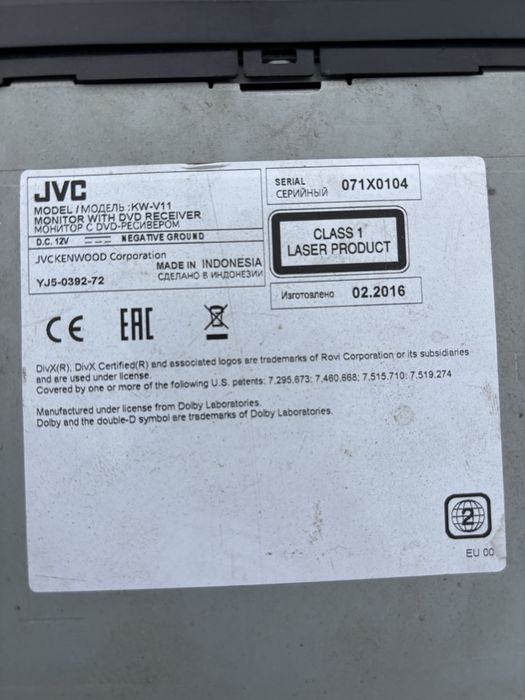 JVC
MODEL / МОДЕЛЬ :KW-V11
MONITOR WITH DVD RECEIVER
МОНИТОР С DVD-РЕСИВЕРОМ
D.C. 12V NEGATIVE GROUND
JVCKENWOOD Corporation
MADE IN INDONESIA
YJ5-0392-72
СДЕЛАНО В ИНДОНЕЗИИ
SERIAL
СЕРИЙНЫЙ
071X0104
CLASS 1
LASER PRODUCT
Изготовлено 02.2016
CE EAC
DivX(R), DivX Certified(R) and associated logos are trademarks of Rovi Corporation or its subsidiaries
and are used under license.
Covered by one or more of the following U.S. patents: 7,295,673; 7,460,668; 7,515,710; 7,519,274
Manufactured under license from Dolby Laboratories.
Dolby and the double-D symbol are trademarks of Dolby Laboratories.
2
EU 00